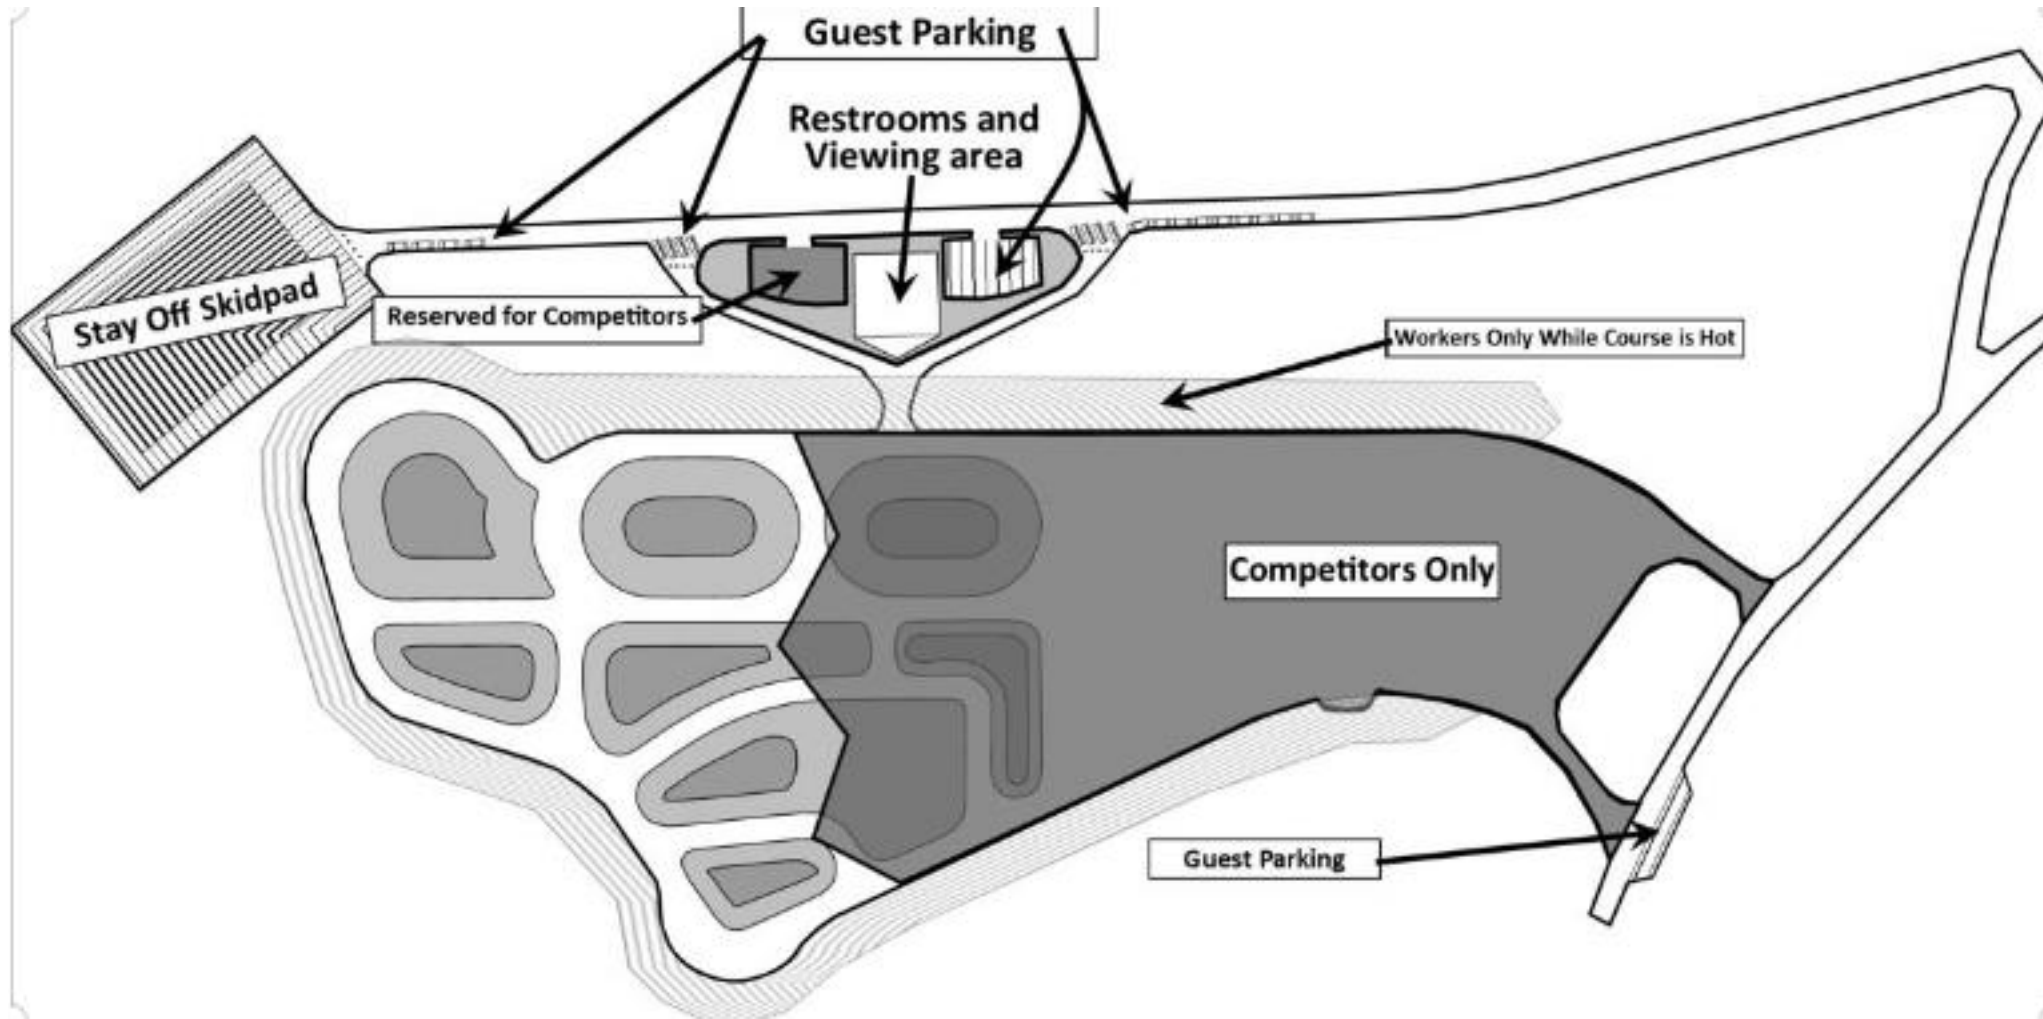 Guest Parking
Restrooms and
Viewing area
Stay Off Skidpad
Reserved for Competitors
Workers Only While Course is Hot
Competitors Only
Guest Parking